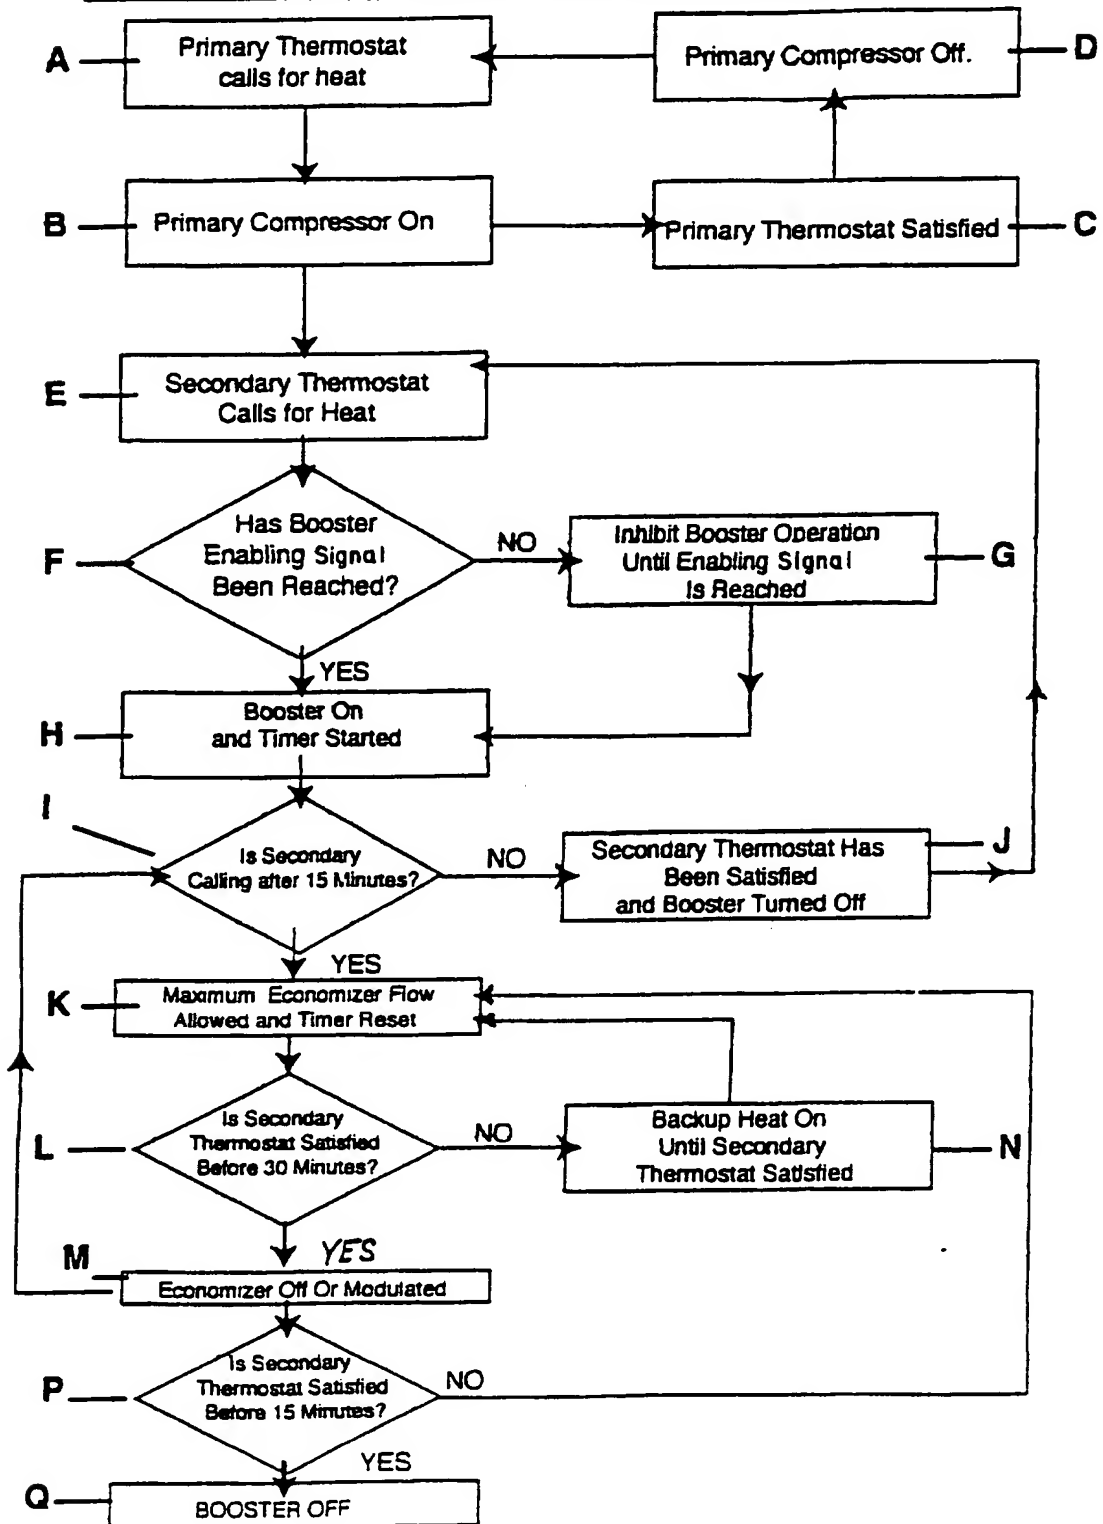 A
Primary Thermostat
calls for heat
Primary Compressor Off.
D
B
Primary Compressor On
Primary Thermostat Satisfied
C
E
Secondary Thermostat
Calls for Heat
F
Has Booster
Enabling Signal
Been Reached?
NO
Inhibit Booster Operation
Until Enabling Signal
Is Reached
G
YES
H
Booster On
and Timer Started
I
Is Secondary
Calling after 15 Minutes?
NO
Secondary Thermostat Has
Been Satisfied
and Booster Turned Off
J
YES
K
Maximum Economizer Flow
Allowed and Timer Reset
L
Is Secondary
Thermostat Satisfied
Before 30 Minutes?
NO
Backup Heat On
Until Secondary
Thermostat Satisfied
N
YES
M
Economizer Off Or Modulated
P
Is Secondary
Thermostat Satisfied
Before 15 Minutes?
NO
YES
Q
BOOSTER OFF